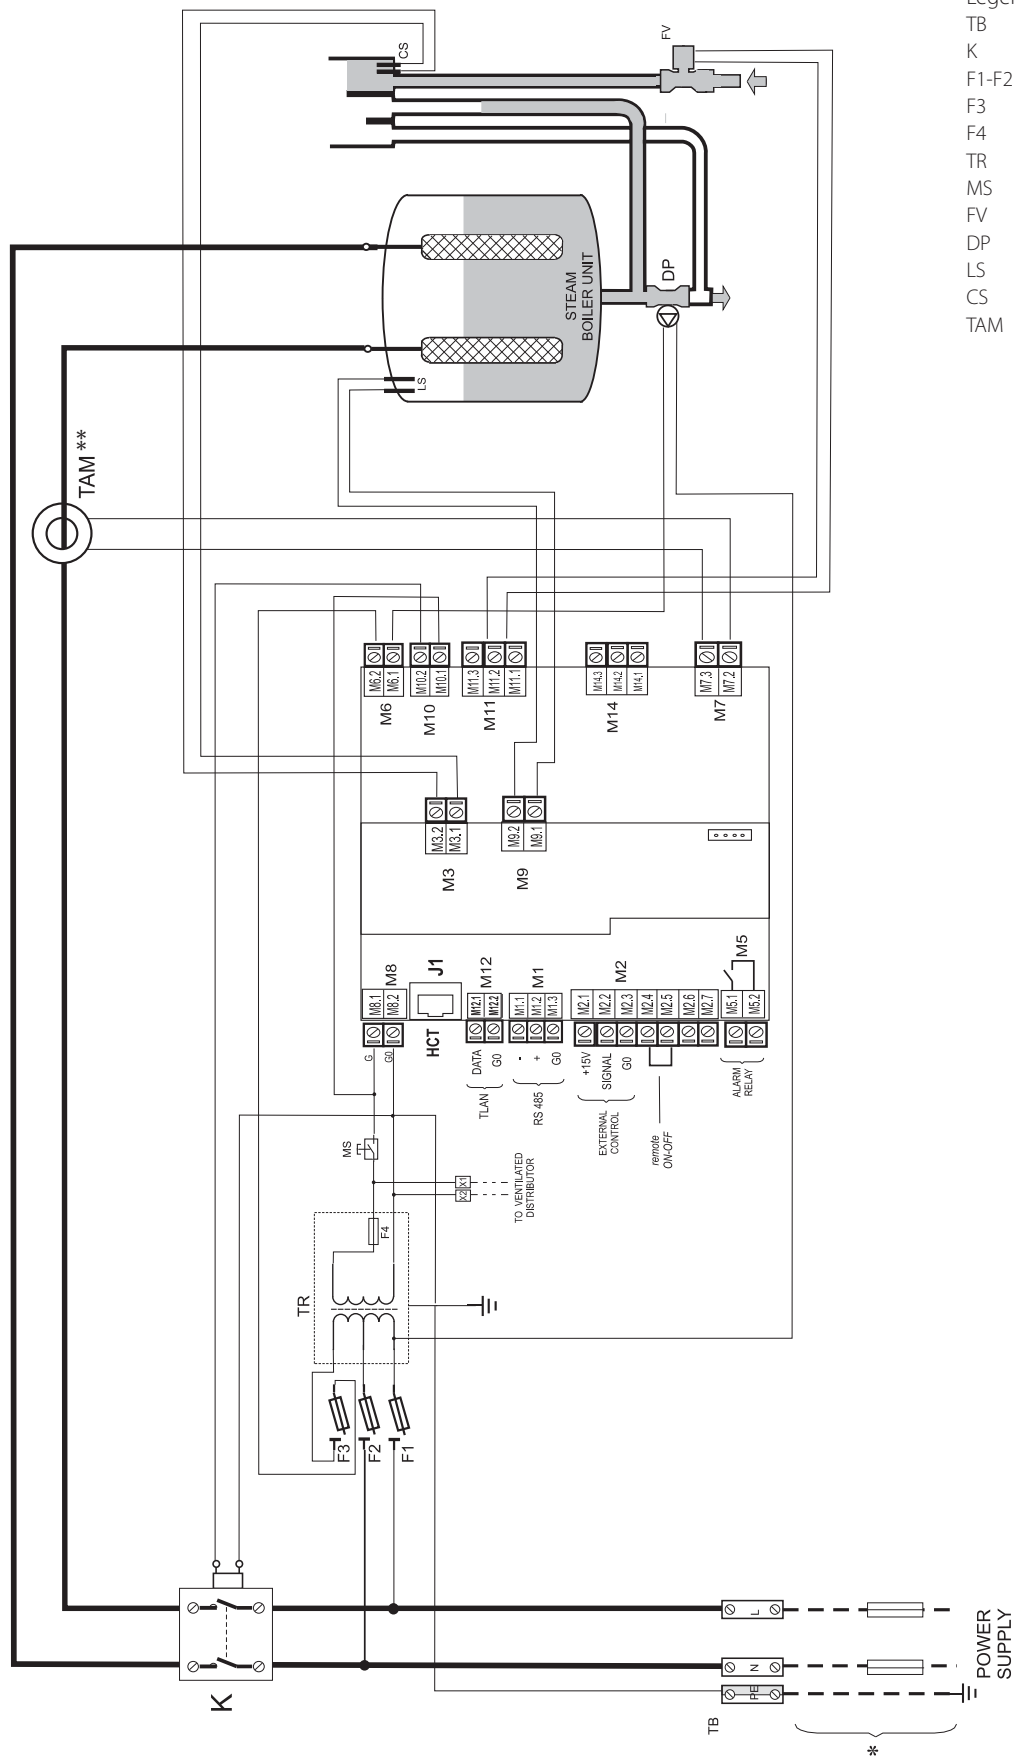 Legen
TB
K
F1-F2
F3
F4
TR
MS
FV
DP
LS
CS
TAM
CS
FV
STEAM
BOILER UNIT
DP
LS
TAM **
M6.2
M6.1
M6
M10.2
M10.1
M10
M11.3
M11.2
M11.1
M11
M14.3
M14.2
M14.1
M14
M7.3
M7.2
M7
M3.2
M3.1
M3
M9.2
M9.1
M9
M8.1
M8.2
M8
J1
HCT
M12.1
M12.2
M12
M1.1
M1.2
M1.3
M1
M2.1
M2.2
M2.3
M2.4
M2.5
M2.6
M2.7
M2
M5.1
M5.2
M5
G
G0
DATA
G0
TLAN
-
+
G0
RS 485
+15V
SIGNAL
G0
EXTERNAL
CONTROL
remote
ON-OFF
ALARM
RELAY
MS
X1
X2
TO VENTILATED
DISTRIBUTOR
F4
TR
F3
F2
F1
K
L
N
PE
TB
*
POWER
SUPPLY